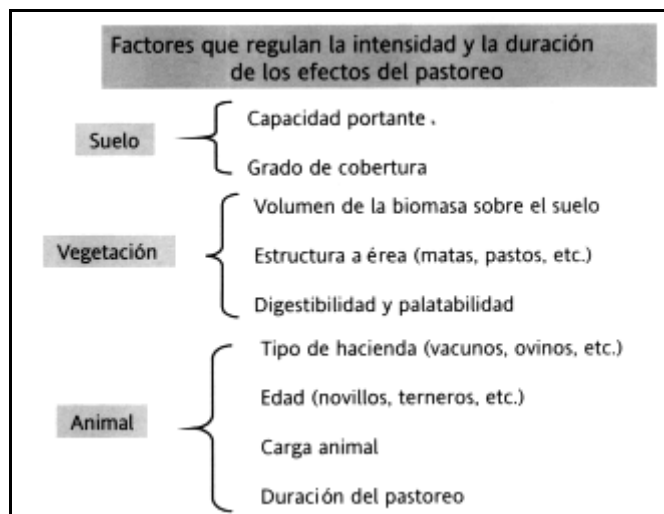 Factores que regulan la intensidad y la duración
de los efectos del pastoreo
Suelo
Capacidad portante.
Grado de cobertura
Vegetación
Volumen de la biomasa sobre el suelo
Estructura a érea (matas, pastos, etc.)
Digestibilidad y palatabilidad
Animal
Tipo de hacienda (vacunos, ovinos, etc.)
Edad (novillos, terneros, etc.)
Carga animal
Duración del pastoreo